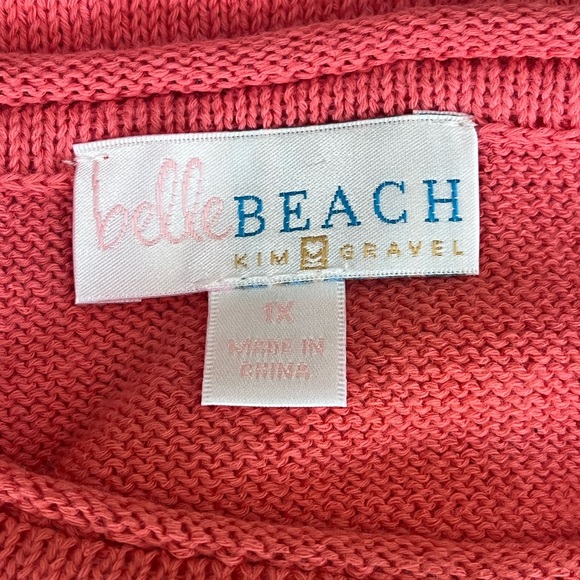 belle BEACH
KIM GRAVEL
1X
MADE IN
CHINA